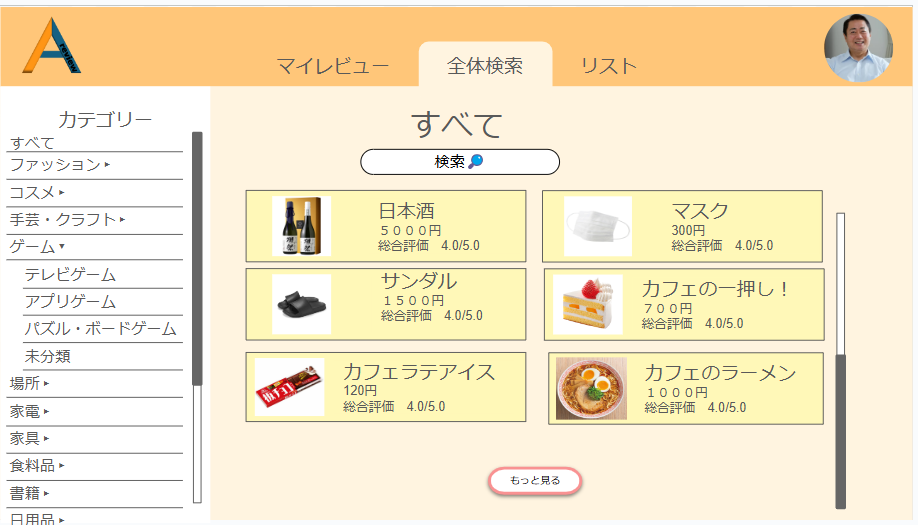 A review
マイレビュー 全体検索 リスト
カテゴリー
すべて
ファッション▸
コスメ▸
手芸・クラフト▸
ゲーム▾
テレビゲーム
アプリゲーム
パズル・ボードゲーム
未分類
場所▸
家電▸
家具▸
食料品▸
書籍▸
日用品▸
すべて
検索🔎
日本酒
５０００円
総合評価 4.0/5.0
マスク
300円
総合評価 4.0/5.0
サンダル
１５００円
総合評価 4.0/5.0
カフェの一押し！
７００円
総合評価 4.0/5.0
カフェラテアイス
120円
総合評価 4.0/5.0
カフェのラーメン
１０００円
総合評価 4.0/5.0
もっと見る